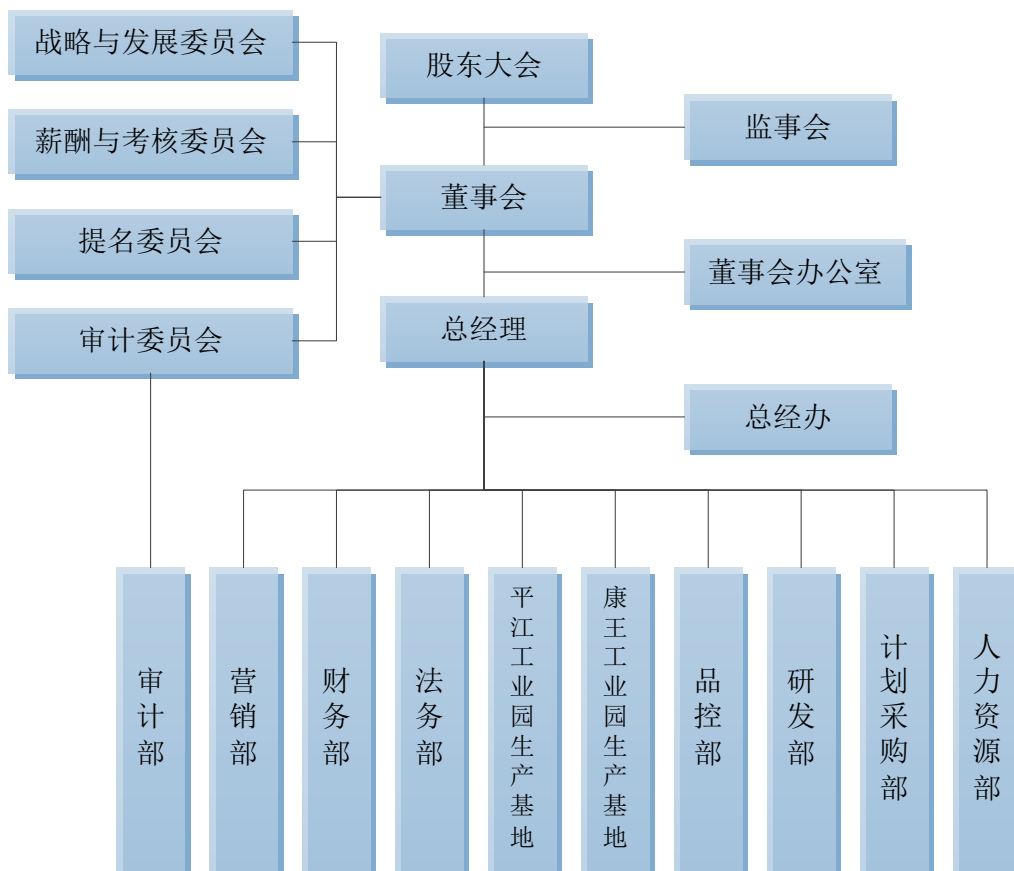 战略与发展委员会
股东大会
监事会
薪酬与考核委员会
董事会
提名委员会
董事会办公室
总经理
审计委员会
总经办
审计部
营销部
财务部
法务部
平江工业园生产基地
康王工业园生产基地
品控部
研发部
计划采购部
人力资源部